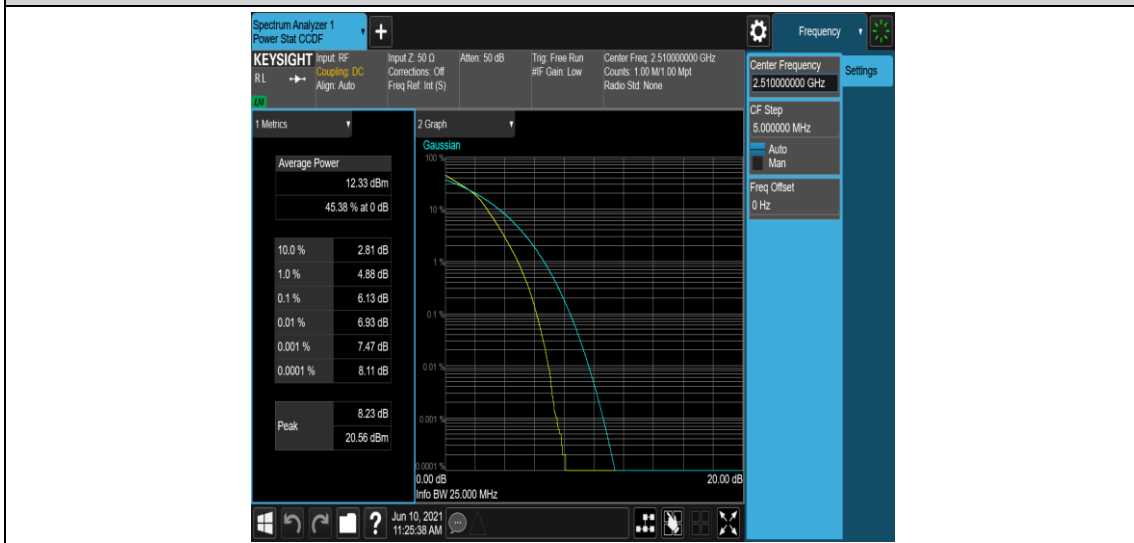 Spectrum Analyzer 1
Power Stat CCDF
+
Frequency
KEYSIGHT
RL
Input: RF
Coupling: DC
Align: Auto
Input Z: 50 Ω
Corrections: Off
Freq Ref: Int (S)
Atten: 50 dB
Trig: Free Run
#IF Gain: Low
Center Freq: 2.510000000 GHz
Counts: 1.00 M/1.00 Mpt
Radio Std: None
Center Frequency
2.510000000 GHz
Settings
CF Step
5.000000 MHz
Auto
Man
Freq Offset
0 Hz
1 Metrics
Average Power
12.33 dBm
45.38 % at 0 dB
10.0 % 2.81 dB
1.0 % 4.88 dB
0.1 % 6.13 dB
0.01 % 6.93 dB
0.001 % 7.47 dB
0.0001 % 8.11 dB
Peak
8.23 dB
20.56 dBm
2 Graph
Gaussian
100 %
10 %
1 %
0.1 %
0.01 %
0.001 %
0.0001 %
0.00 dB 20.00 dB
Info BW 25.000 MHz
?
Jun 10, 2021
11:25:38 AM